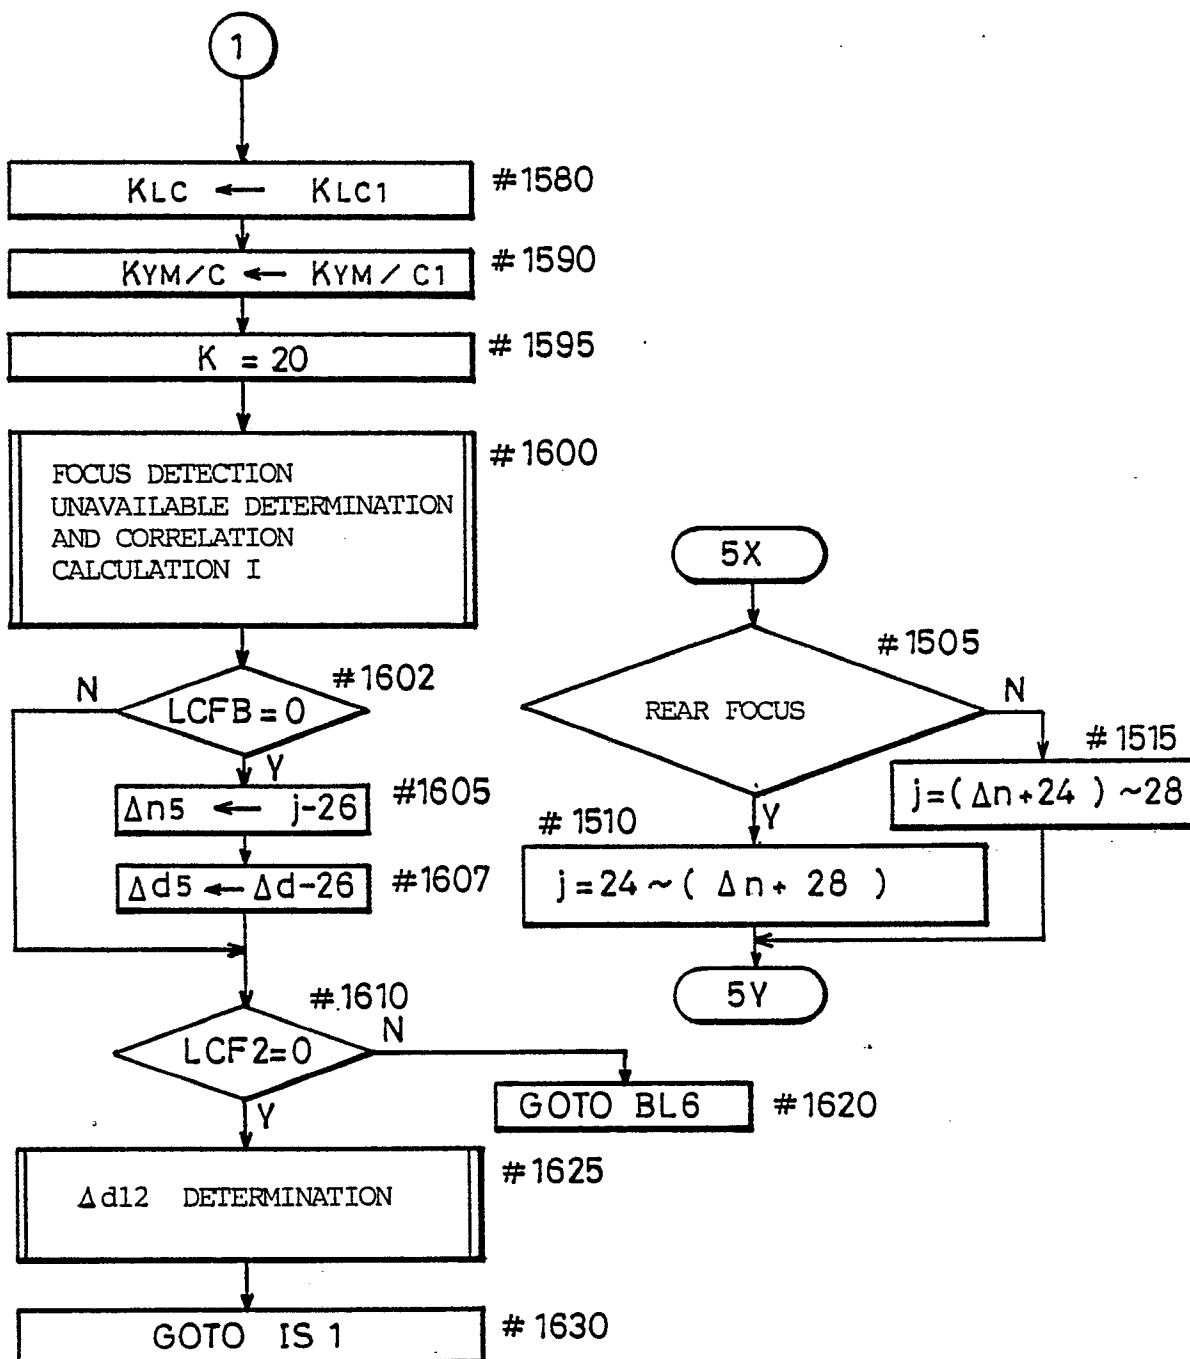 1
KLC ← KLC1 #1580
KYM/C ← KYM/C1 #1590
K = 20 #1595
#1600
FOCUS DETECTION
UNAVAILABLE DETERMINATION
AND CORRELATION
CALCULATION I
N
#1602
LCFB=0
Y
Δn5 ← j-26 #1605
Δd5 ← Δd-26 #1607
#1610
LCF2=0
N
Y
GOTO BL6 #1620
Δd12 DETERMINATION #1625
GOTO IS1 #1630
5X
#1505
REAR FOCUS
N
Y
#1515
j=(Δn+24)~28
#1510
j=24~(Δn+28)
5Y